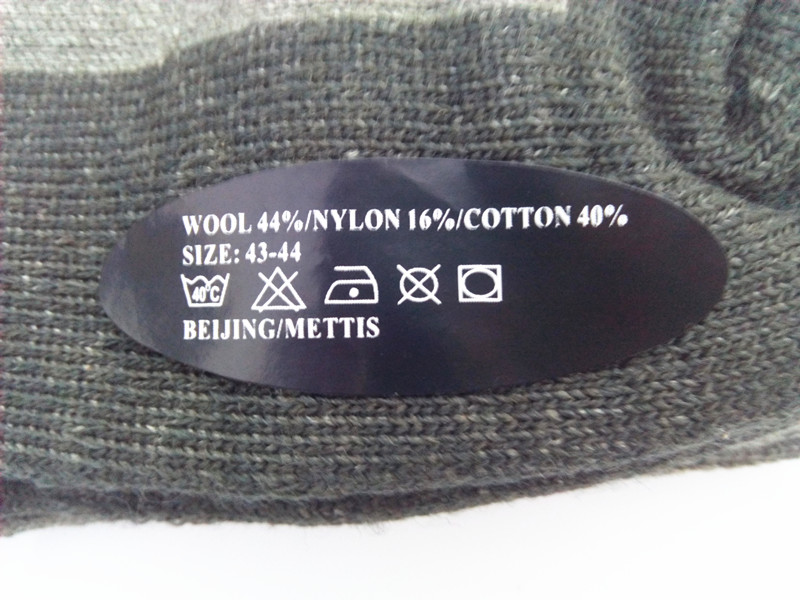 WOOL 44%/NYLON 16%/COTTON 40%
SIZE: 43-44
40°C
BEIJING/METTIS